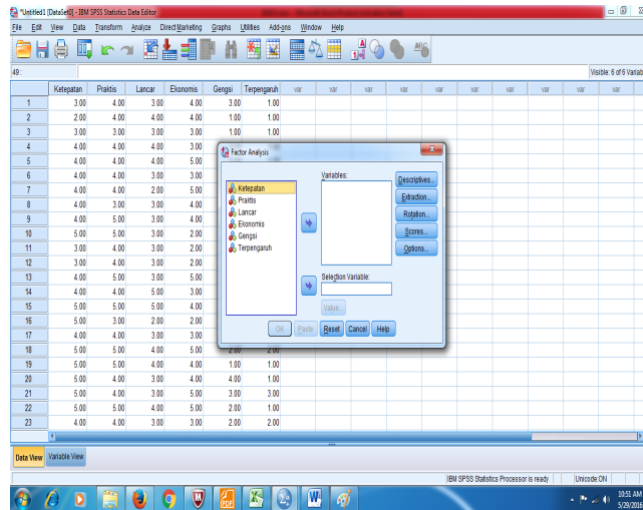 *Untitled1 [DataSet0] - IBM SPSS Statistics Data Editor
File Edit View Data Transform Analyze Direct Marketing Graphs Utilities Add-ons Window Help
49 : Visible: 6 of 6 Variab
Ketepatan Praktis Lancar Ekonomis Gengsi Terpengaruh var var var var var var var var
1 3.00 4.00 3.00 4.00 3.00 1.00
2 2.00 4.00 4.00 4.00 1.00 1.00
3 3.00 3.00 3.00 3.00 1.00 1.00
4 4.00 4.00 4.00 3.00
5 4.00 4.00 4.00 5.00
6 4.00 4.00 3.00 3.00
7 4.00 4.00 2.00 5.00
8 4.00 3.00 3.00 4.00
9 4.00 5.00 3.00 4.00
10 5.00 5.00 3.00 2.00
11 3.00 4.00 3.00 2.00
12 3.00 4.00 3.00 2.00
13 4.00 5.00 3.00 5.00
14 4.00 4.00 5.00 3.00
15 5.00 5.00 5.00 4.00
16 5.00 3.00 2.00 2.00
17 4.00 4.00 3.00 3.00
18 5.00 5.00 4.00 5.00 2.00 2.00
19 5.00 4.00 4.00 4.00 1.00 1.00
20 5.00 4.00 3.00 4.00 1.00 1.00
21 5.00 4.00 3.00 5.00 3.00 3.00
22 5.00 5.00 4.00 5.00 2.00 1.00
23 4.00 4.00 3.00 3.00 2.00 2.00
Factor Analysis
Variables:
Ketepatan
Praktis
Lancar
Ekonomis
Gengsi
Terpengaruh
Descriptives...
Extraction...
Rotation...
Scores...
Options...
Selection Variable:
Value...
OK Paste Reset Cancel Help
Data View Variable View
IBM SPSS Statistics Processor is ready Unicode:ON
10:51 AM
5/29/2016